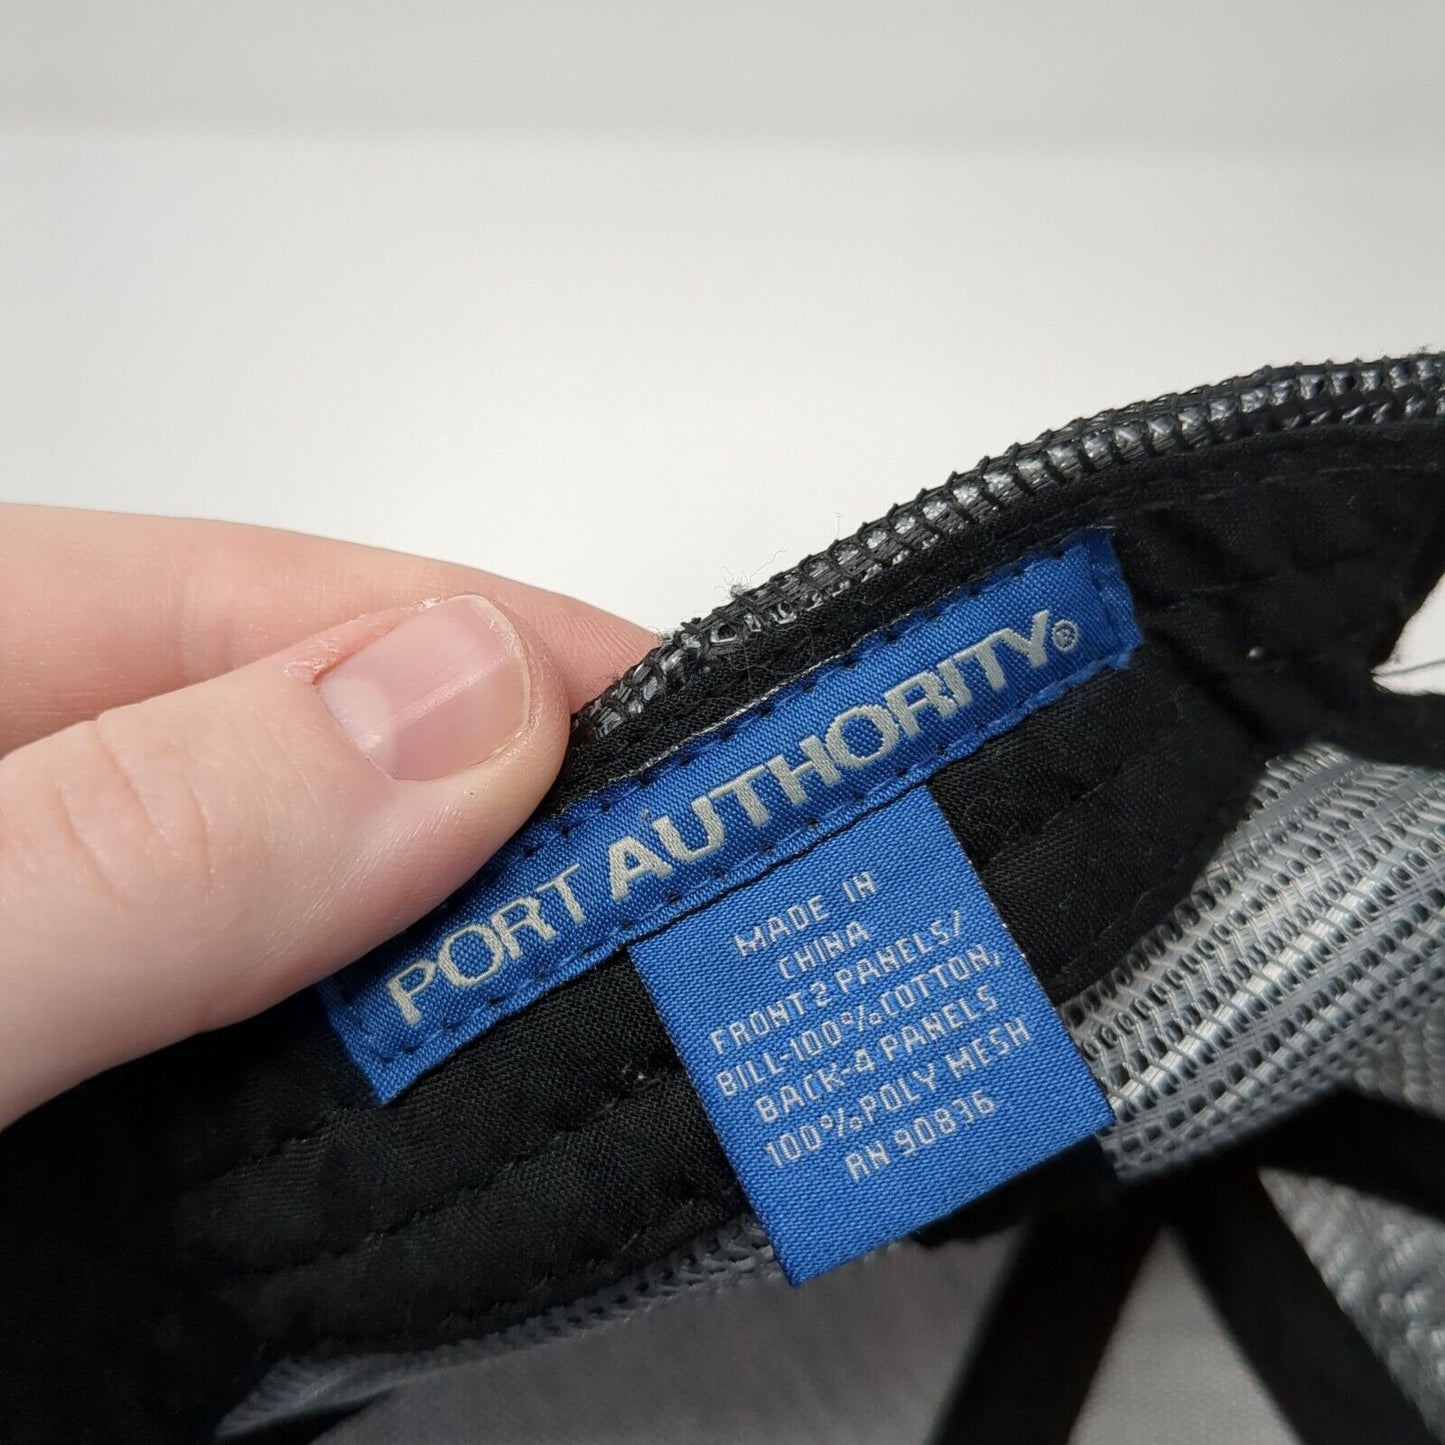 PORT AUTHORITY®
MADE IN
CHINA
FRONT 2 PANELS/
BILL-100%COTTON,
BACK-4 PANELS
100%POLY MESH
RN 90836